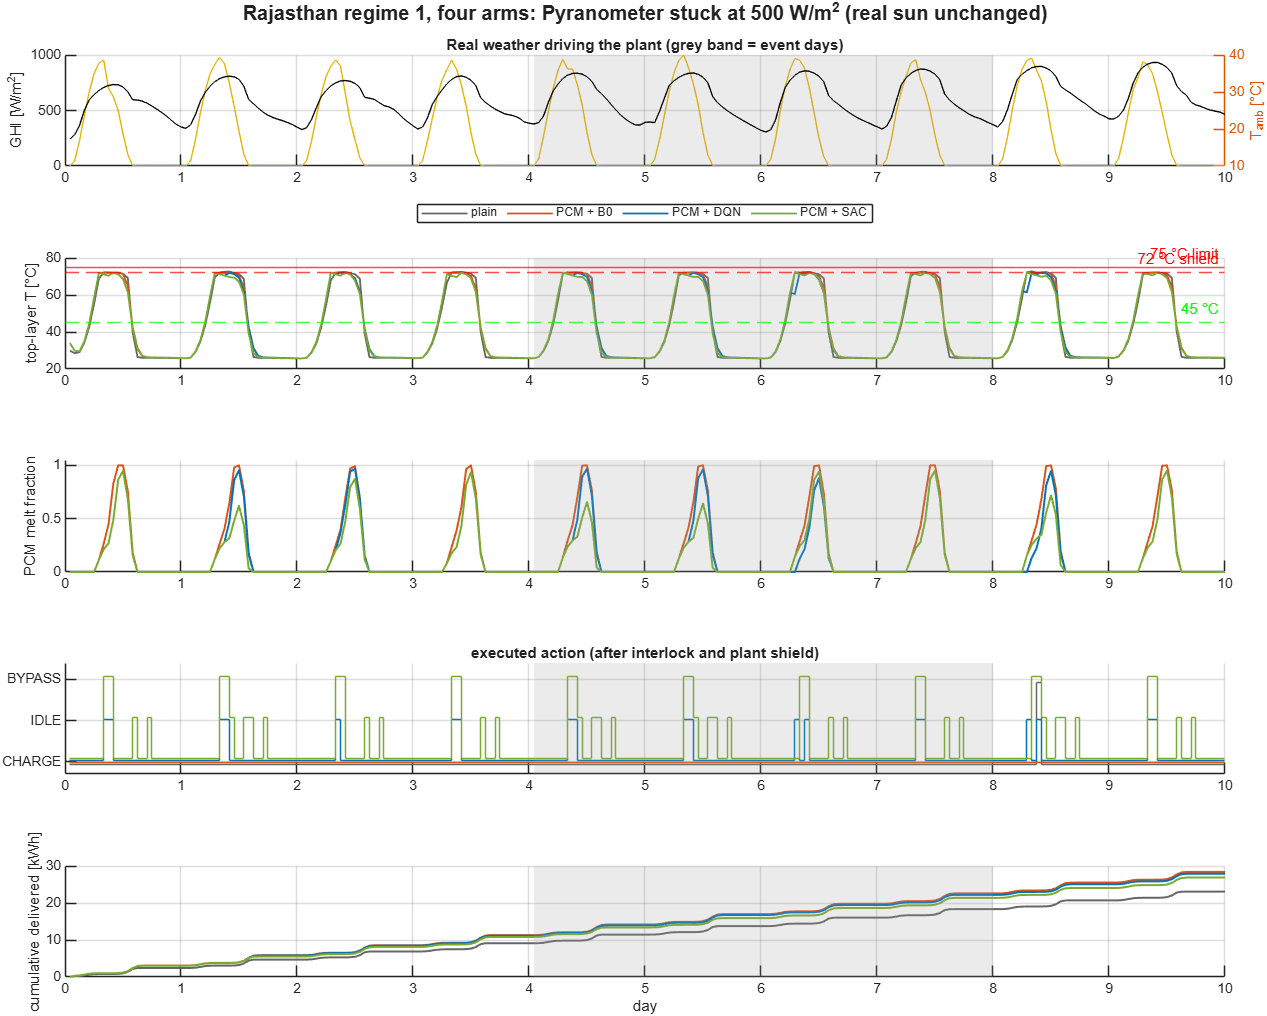 Rajasthan regime 1, four arms: Pyranometer stuck at 500 W/m² (real sun unchanged)
Real weather driving the plant (grey band = event days)
GHI [W/m²]
1000
500
0
40
30
20
10
T_amb [°C]
0 1 2 3 4 5 6 7 8 9 10
plain PCM + B0 PCM + DQN PCM + SAC
top-layer T [°C]
80
60
40
20
75 °C limit
72 °C shield
45 °C
0 1 2 3 4 5 6 7 8 9 10
PCM melt fraction
1
0.5
0
0 1 2 3 4 5 6 7 8 9 10
executed action (after interlock and plant shield)
BYPASS
IDLE
CHARGE
0 1 2 3 4 5 6 7 8 9 10
cumulative delivered [kWh]
30
20
10
0
0 1 2 3 4 5 6 7 8 9 10
day